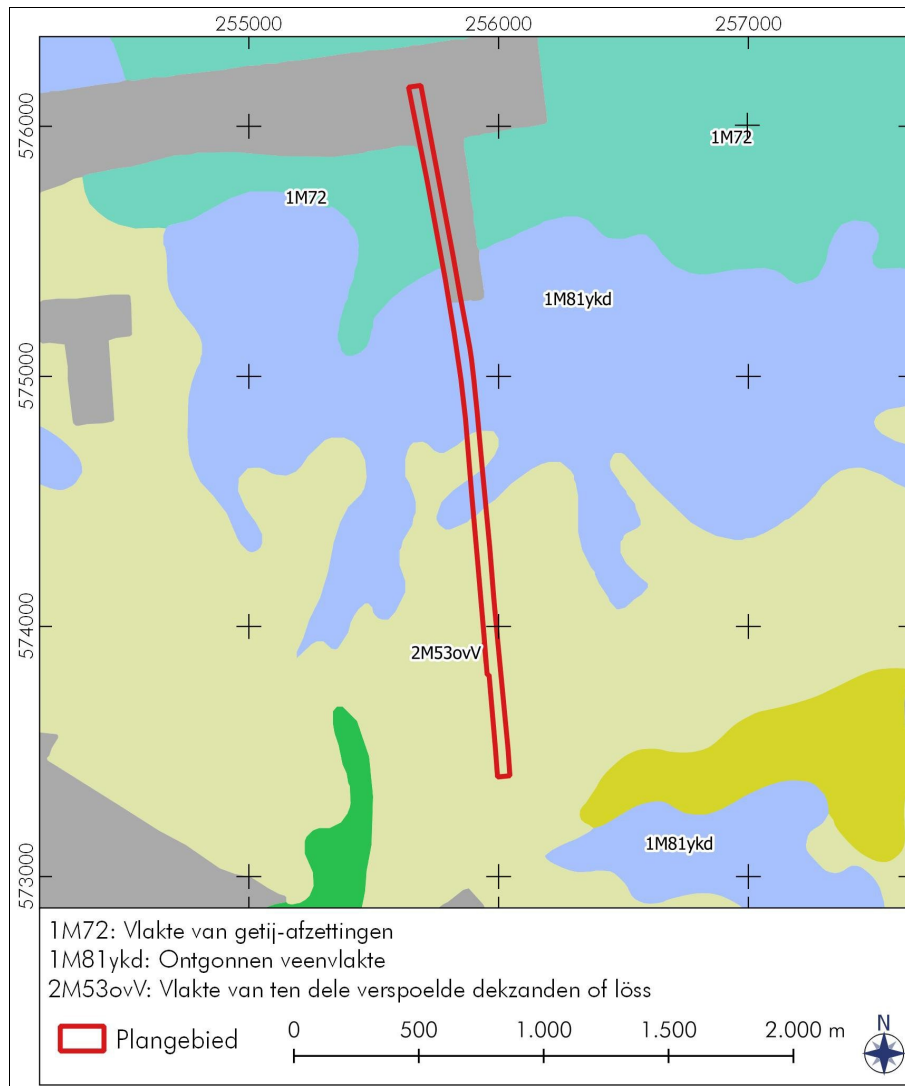 255000 256000 257000
576000
1M72
1M72
1M81ykd
575000
574000
2M53ovV
1M81ykd
573000
1M72: Vlakte van getij-afzettingen
1M81ykd: Ontgonnen veenvlakte
2M53ovV: Vlakte van ten dele verspoelde dekzanden of löss
Plangebied
0 500 1.000 1.500 2.000 m
N